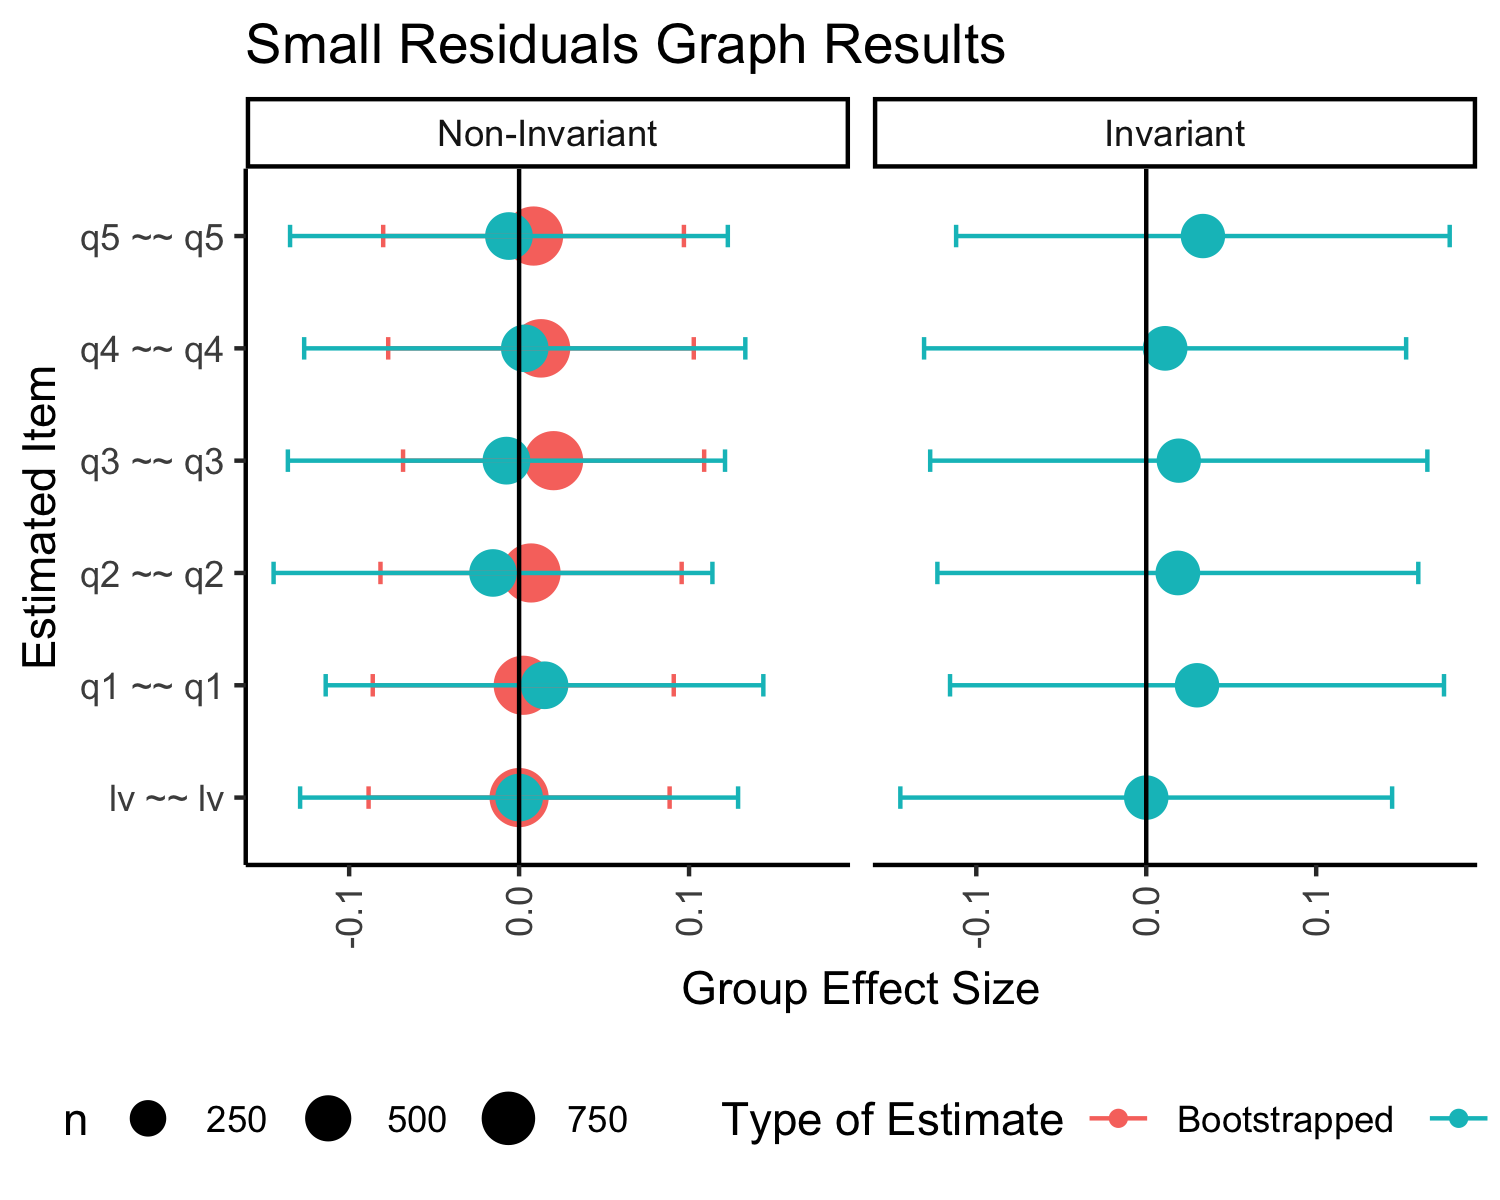 Small Residuals Graph Results
Non-Invariant
Invariant
Estimated Item
q5 ~~ q5
q4 ~~ q4
q3 ~~ q3
q2 ~~ q2
q1 ~~ q1
lv ~~ lv
-0.1 0.0 0.1
-0.1 0.0 0.1
Group Effect Size
n 250 500 750
Type of Estimate Bootstrapped